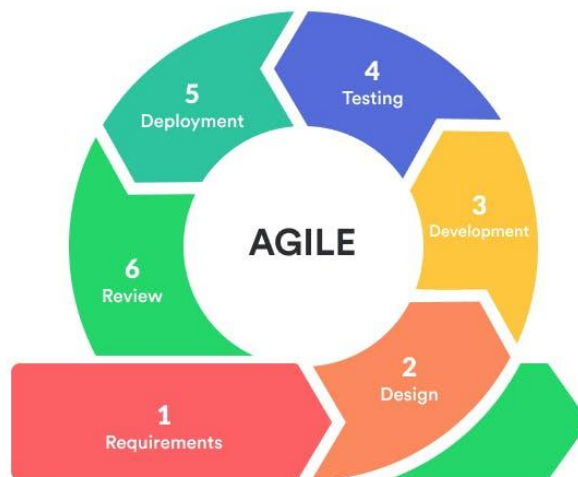 AGILE
1
Requirements
2
Design
3
Development
4
Testing
5
Deployment
6
Review